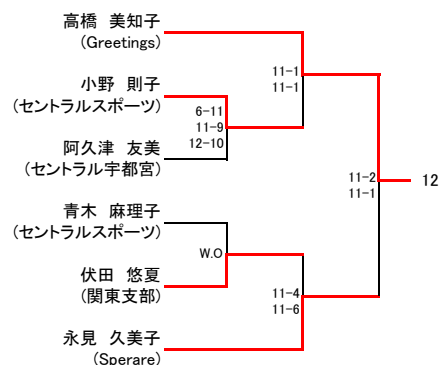 高橋 美知子
(Greetings)
11-1
11-1
小野 則子
(セントラルスポーツ)
6-11
11-9
12-10
阿久津 友美
(セントラル宇都宮)
11-2
11-1
12
青木 麻理子
(セントラルスポーツ)
W.O
伏田 悠夏
(関東支部)
11-4
11-6
永見 久美子
(Sperare)